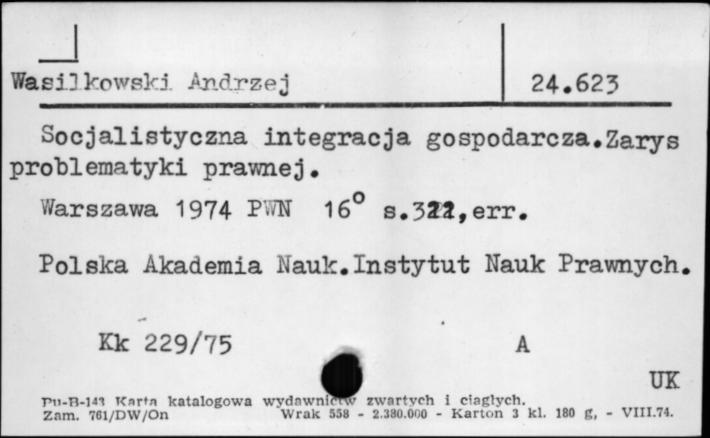 Wasilkowski Andrzej 24.623
Socjalistyczna integracja gospodarcza.Zarys
problematyki prawnej.
Warszawa 1974 PWN 16° s.322,err.
Polska Akademia Nauk.Instytut Nauk Prawnych.
Kk 229/75 A
UK
Pu-B-143 Karta katalogowa wydawnictw zwartych i ciągłych.
Zam. 761/DW/On Wrak 558 - 2.380.000 - Karton 3 kl. 180 g, - VIII.74.